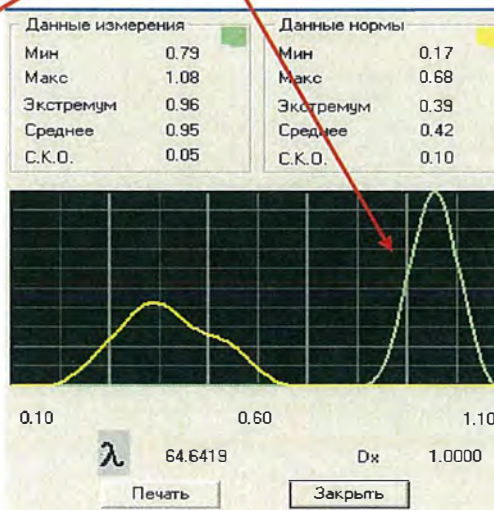 Данные измерения
Мин 0.79
Макс 1.08
Экстремум 0.96
Среднее 0.95
С.К.О. 0.05
Данные нормы
Мин 0.17
Макс 0.68
Экстремум 0.39
Среднее 0.42
С.К.О. 0.10
0.10 0.60 1.10
λ 64.6419 Dx 1.0000
Печать Закрыть